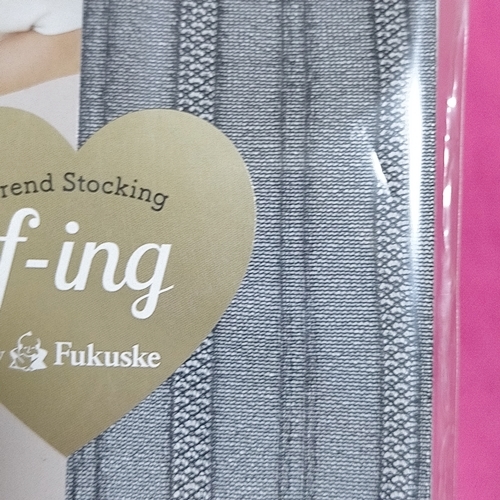 rend Stocking
f-ing
y Fukuske